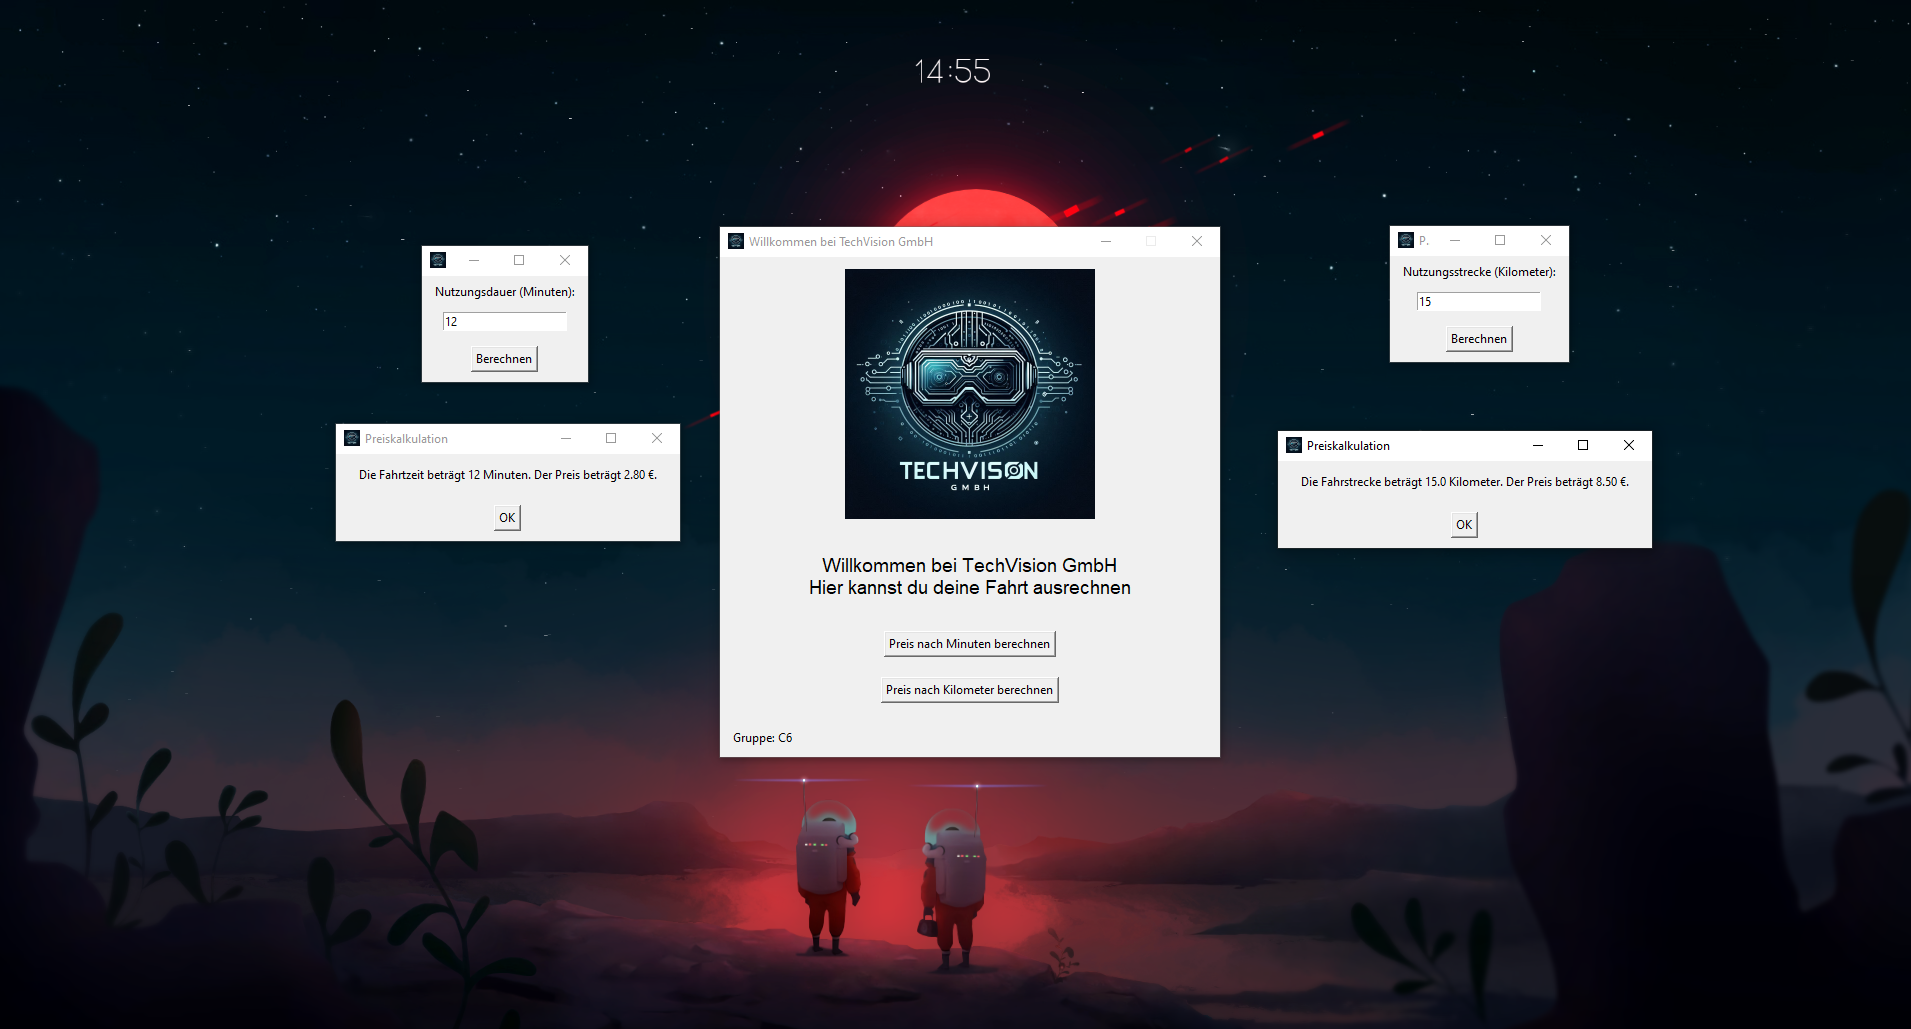 14:55
Nutzungsdauer (Minuten):
12
Berechnen
Preiskalkulation
Die Fahrtzeit beträgt 12 Minuten. Der Preis beträgt 2.80 €.
OK
Willkommen bei TechVision GmbH
TECHVISON
GMBH
Willkommen bei TechVision GmbH
Hier kannst du deine Fahrt ausrechnen
Preis nach Minuten berechnen
Preis nach Kilometer berechnen
Gruppe: C6
P.
Nutzungsstrecke (Kilometer):
15
Berechnen
Preiskalkulation
Die Fahrstrecke beträgt 15.0 Kilometer. Der Preis beträgt 8.50 €.
OK